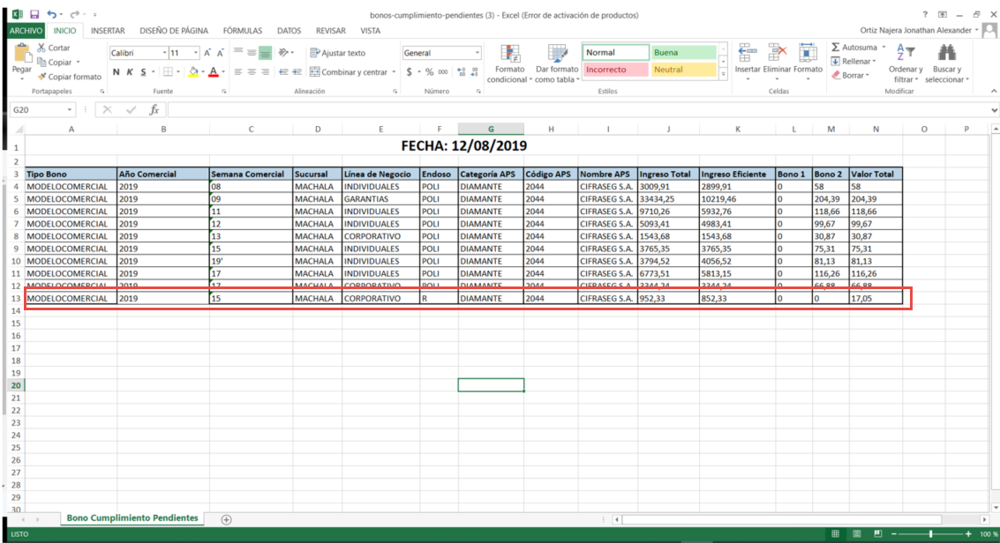 bonos-cumplimiento-pendientes (3) - Excel (Error de activación de productos)
ARCHIVO INICIO INSERTAR DISEÑO DE PÁGINA FÓRMULAS DATOS REVISAR VISTA Ortiz Najera Jonathan Alexander
Pegar
Cortar
Copiar
Copiar formato
Portapapeles
Calibri 11
N K S
Fuente
Ajustar texto
Combinar y centrar
Alineación
General
$ % 000
Número
Formato condicional
Dar formato como tabla
Normal Buena
Incorrecto Neutral
Estilos
Insertar Eliminar Formato
Celdas
Autosuma
Rellenar
Borrar
Ordenar y filtrar
Buscar y seleccionar
Modificar
G20 fx
A B C D E F G H I J K L M N O P
1 FECHA: 12/08/2019
2
3 Tipo Bono Año Comercial Semana Comercial Sucursal Línea de Negocio Endoso Categoría APS Código APS Nombre APS Ingreso Total Ingreso Eficiente Bono 1 Bono 2 Valor Total
4 MODELOCOMERCIAL 2019 08 MACHALA INDIVIDUALES POLI DIAMANTE 2044 CIFRASEG S.A. 3009,91 2899,91 0 58 58
5 MODELOCOMERCIAL 2019 09 MACHALA GARANTIAS POLI DIAMANTE 2044 CIFRASEG S.A. 33434,25 10219,46 0 204,39 204,39
6 MODELOCOMERCIAL 2019 11 MACHALA INDIVIDUALES POLI DIAMANTE 2044 CIFRASEG S.A. 9710,26 5932,76 0 118,66 118,66
7 MODELOCOMERCIAL 2019 12 MACHALA INDIVIDUALES POLI DIAMANTE 2044 CIFRASEG S.A. 5093,41 4983,41 0 99,67 99,67
8 MODELOCOMERCIAL 2019 13 MACHALA CORPORATIVO POLI DIAMANTE 2044 CIFRASEG S.A. 1543,68 1543,68 0 30,87 30,87
9 MODELOCOMERCIAL 2019 15 MACHALA INDIVIDUALES POLI DIAMANTE 2044 CIFRASEG S.A. 3765,35 3765,35 0 75,31 75,31
10 MODELOCOMERCIAL 2019 19' MACHALA INDIVIDUALES POLI DIAMANTE 2044 CIFRASEG S.A. 3794,52 4056,52 0 81,13 81,13
11 MODELOCOMERCIAL 2019 17 MACHALA INDIVIDUALES POLI DIAMANTE 2044 CIFRASEG S.A. 6773,51 5813,15 0 116,26 116,26
12 MODELOCOMERCIAL 2019 17 MACHALA CORPORATIVO POLI DIAMANTE 2044 CIFRASEG S.A. 3344,24 3344,24 0 66,88 66,88
13 MODELOCOMERCIAL 2019 15 MACHALA CORPORATIVO R DIAMANTE 2044 CIFRASEG S.A. 952,33 852,33 0 0 17,05
14
15
16
17
18
19
20
21
22
23
24
25
26
27
28
29
30
Bono Cumplimiento Pendientes
LISTO 100 %